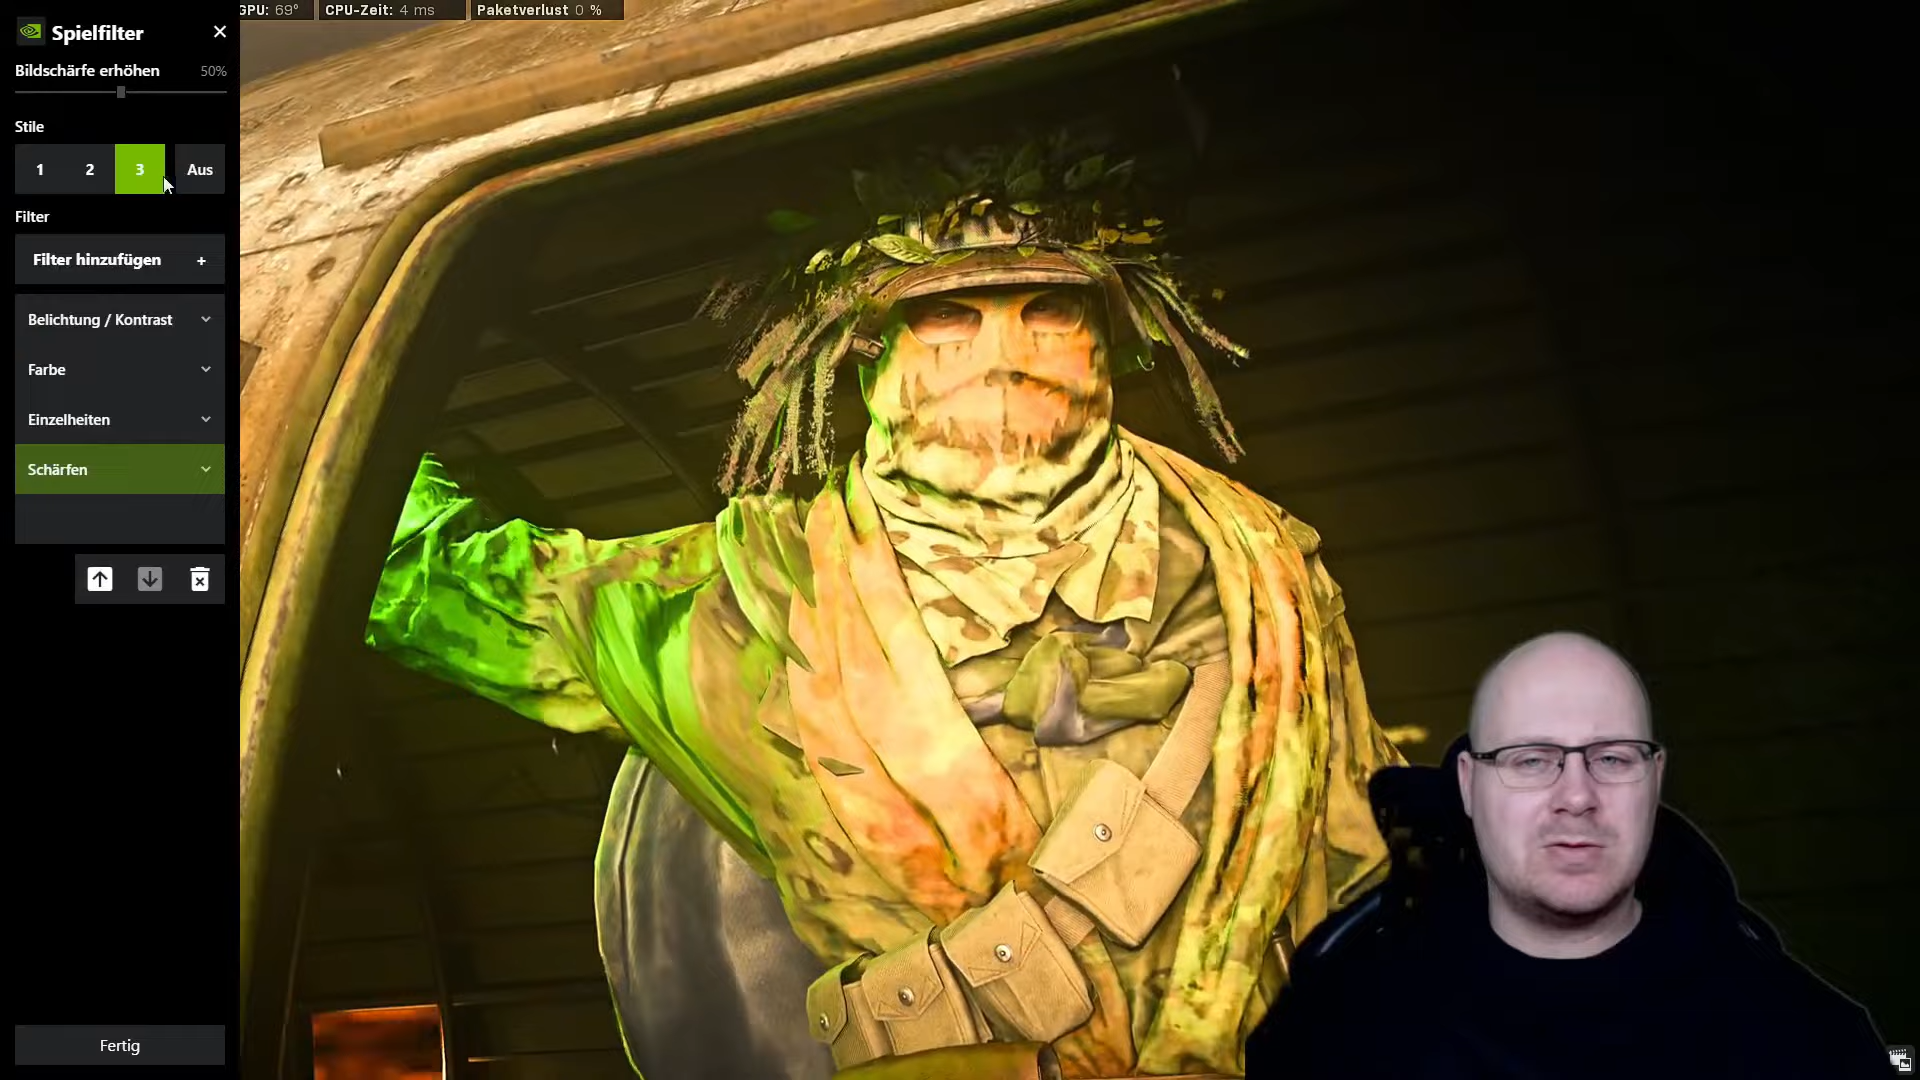 GPU: 69° CPU-Zeit: 4 ms Paketverlust 0 %
Spielfilter
Bildschärfe erhöhen 50%
Stile
1 2 3 Aus
Filter
Filter hinzufügen +
Belichtung / Kontrast
Farbe
Einzelheiten
Schärfen
Fertig